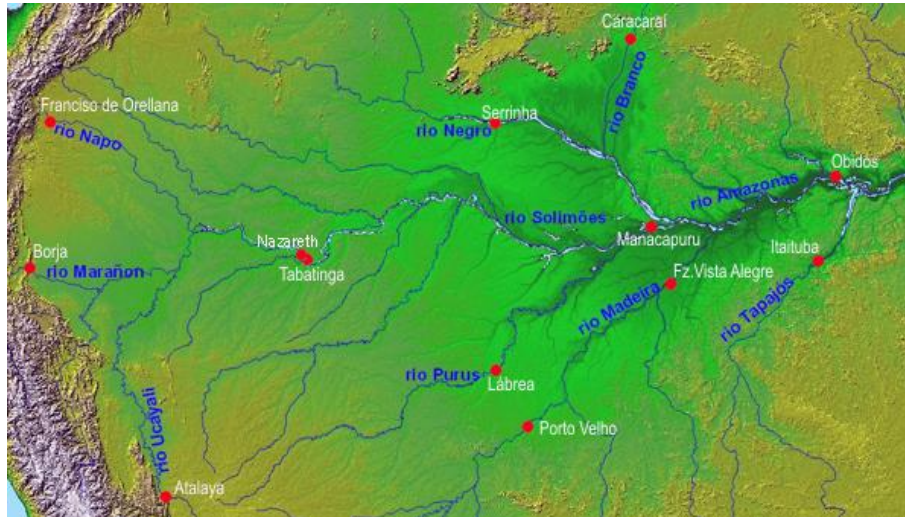 Caracaraí
Franciso de Orellana
rio Napo
Serrinha
rio Negro
rio Branco
Obidos
rio Amazonas
rio Solimões
Manacapuru
Nazareth
Tabatinga
Borja
rio Marañon
Itaituba
Fz.Vista Alegre
rio Madeira
rio Tapajós
rio Purus
Lábrea
rio Ucayali
Porto Velho
Atalaya